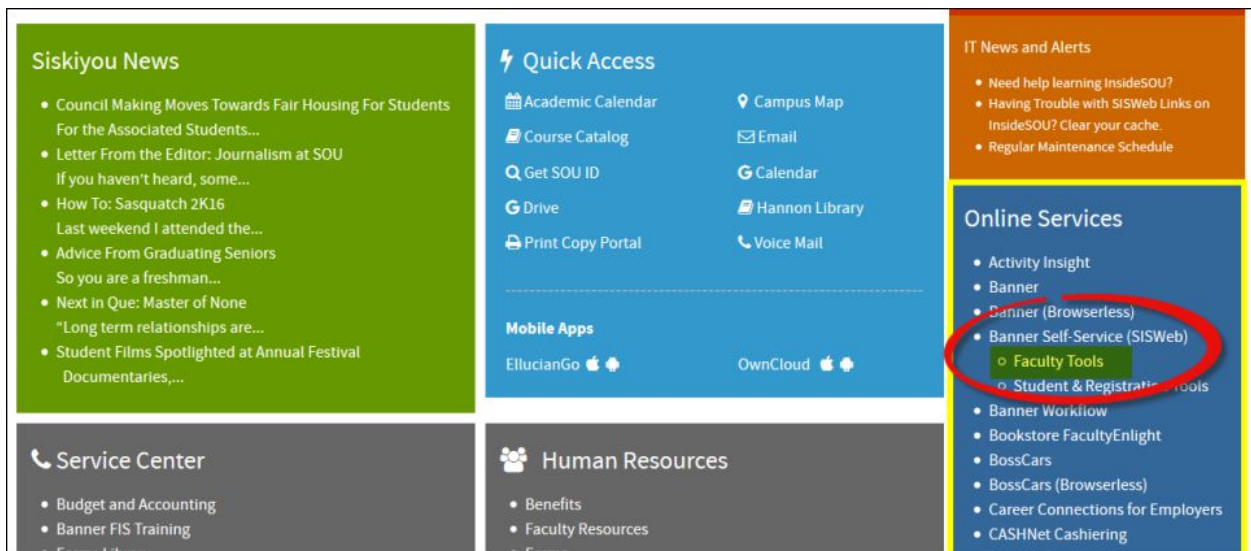 Siskiyou News
Council Making Moves Towards Fair Housing For Students
For the Associated Students...
Letter From the Editor: Journalism at SOU
If you haven't heard, some...
How To: Sasquatch 2K16
Last weekend I attended the...
Advice From Graduating Seniors
So you are a freshman...
Next in Que: Master of None
"Long term relationships are...
Student Films Spotlighted at Annual Festival
Documentaries,...
Quick Access
Academic Calendar
Campus Map
Course Catalog
Email
Get SOU ID
Calendar
Drive
Hannon Library
Print Copy Portal
Voice Mail
Mobile Apps
EllucianGo
OwnCloud
IT News and Alerts
Need help learning InsideSOU?
Having Trouble with SISWeb Links on
InsideSOU? Clear your cache.
Regular Maintenance Schedule
Online Services
Activity Insight
Banner
Banner (Browserless)
Banner Self-Service (SISWeb)
Faculty Tools
Student & Registration Tools
Banner Workflow
Bookstore FacultyEnlight
BossCars
BossCars (Browserless)
Career Connections for Employers
CASHNet Cashiering
Service Center
Budget and Accounting
Banner FIS Training
Human Resources
Benefits
Faculty Resources